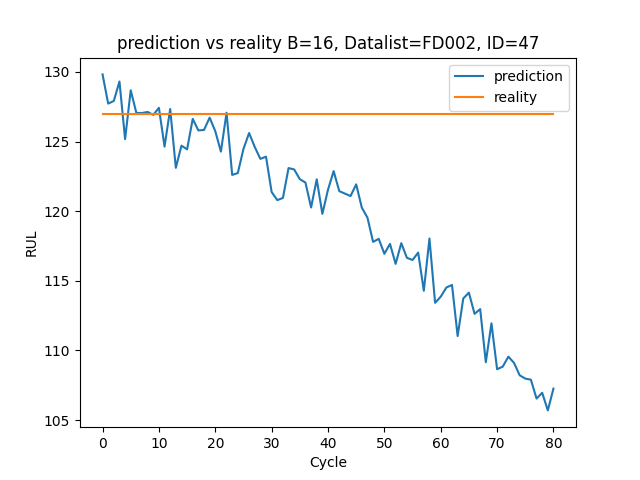 prediction vs reality B=16, Datalist=FD002, ID=47
prediction
reality
130
125
120
115
110
105
RUL
0 10 20 30 40 50 60 70 80
Cycle